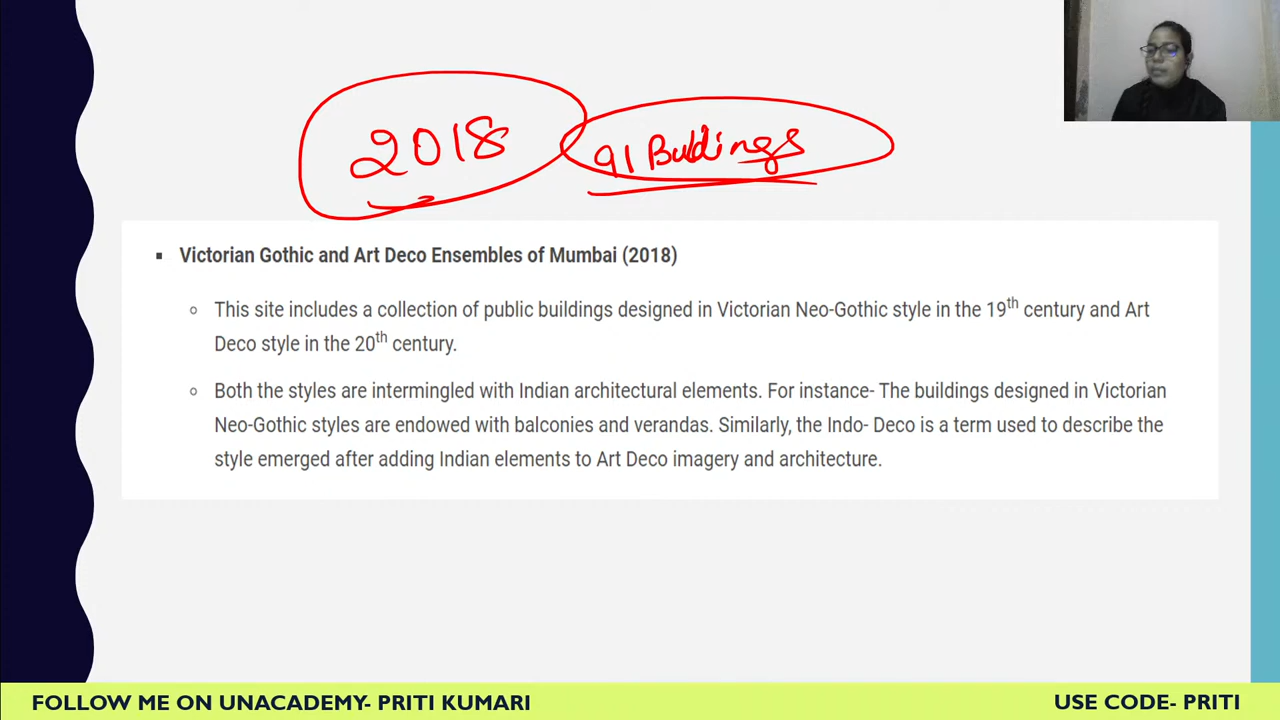 2018 91 Buildings
▪ Victorian Gothic and Art Deco Ensembles of Mumbai (2018)
○ This site includes a collection of public buildings designed in Victorian Neo-Gothic style in the 19th century and Art
Deco style in the 20th century.
○ Both the styles are intermingled with Indian architectural elements. For instance- The buildings designed in Victorian
Neo-Gothic styles are endowed with balconies and verandas. Similarly, the Indo- Deco is a term used to describe the
style emerged after adding Indian elements to Art Deco imagery and architecture.
FOLLOW ME ON UNACADEMY- PRITI KUMARI USE CODE- PRITI